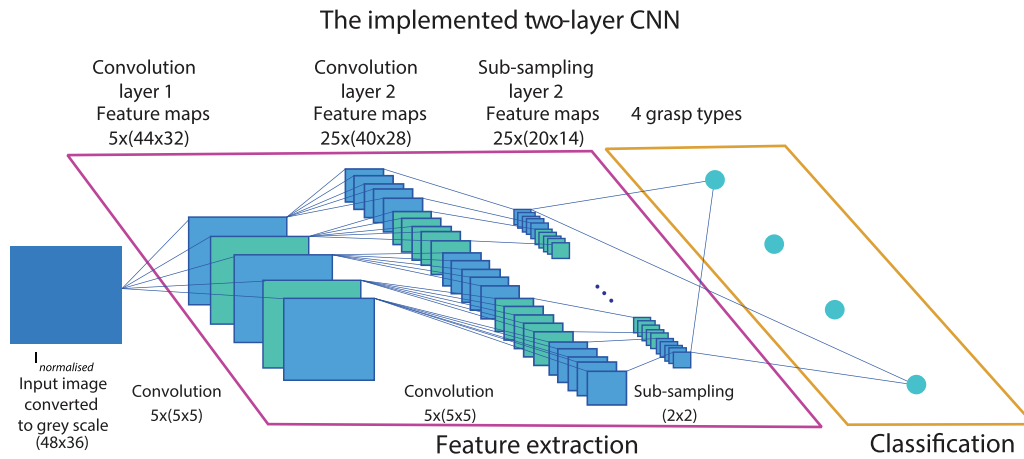 The implemented two-layer CNN
Convolution
layer 1
Feature maps
5x(44x32)
Convolution
layer 2
Feature maps
25x(40x28)
Sub-sampling
layer 2
Feature maps
25x(20x14)
4 grasp types
I normalised
Input image
converted
to grey scale
(48x36)
Convolution
5x(5x5)
Convolution
5x(5x5)
Sub-sampling
(2x2)
Feature extraction
Classification